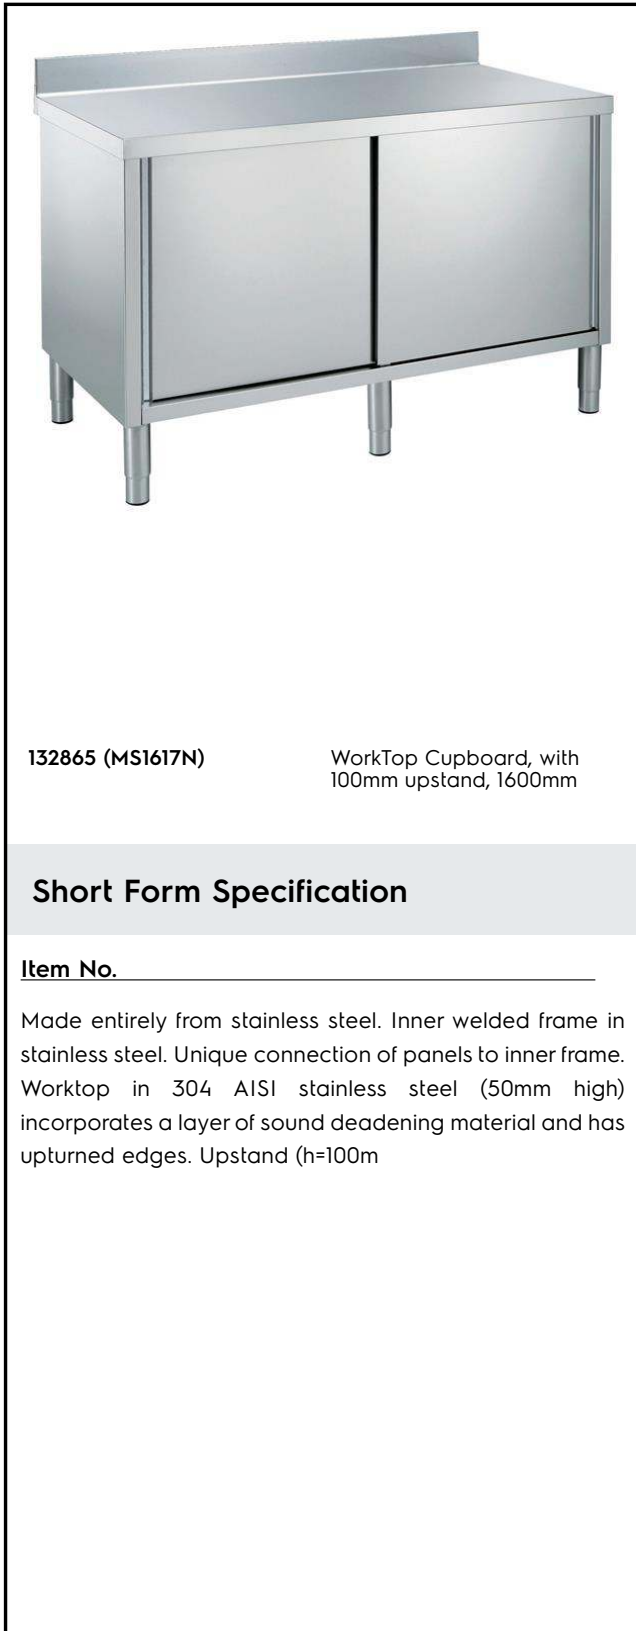 132865 (MS1617N)
WorkTop Cupboard, with
100mm upstand, 1600mm
Short Form Specification
Item No.
Made entirely from stainless steel. Inner welded frame in
stainless steel. Unique connection of panels to inner frame.
Worktop in 304 AISI stainless steel (50mm high)
incorporates a layer of sound deadening material and has
upturned edges. Upstand (h=100m